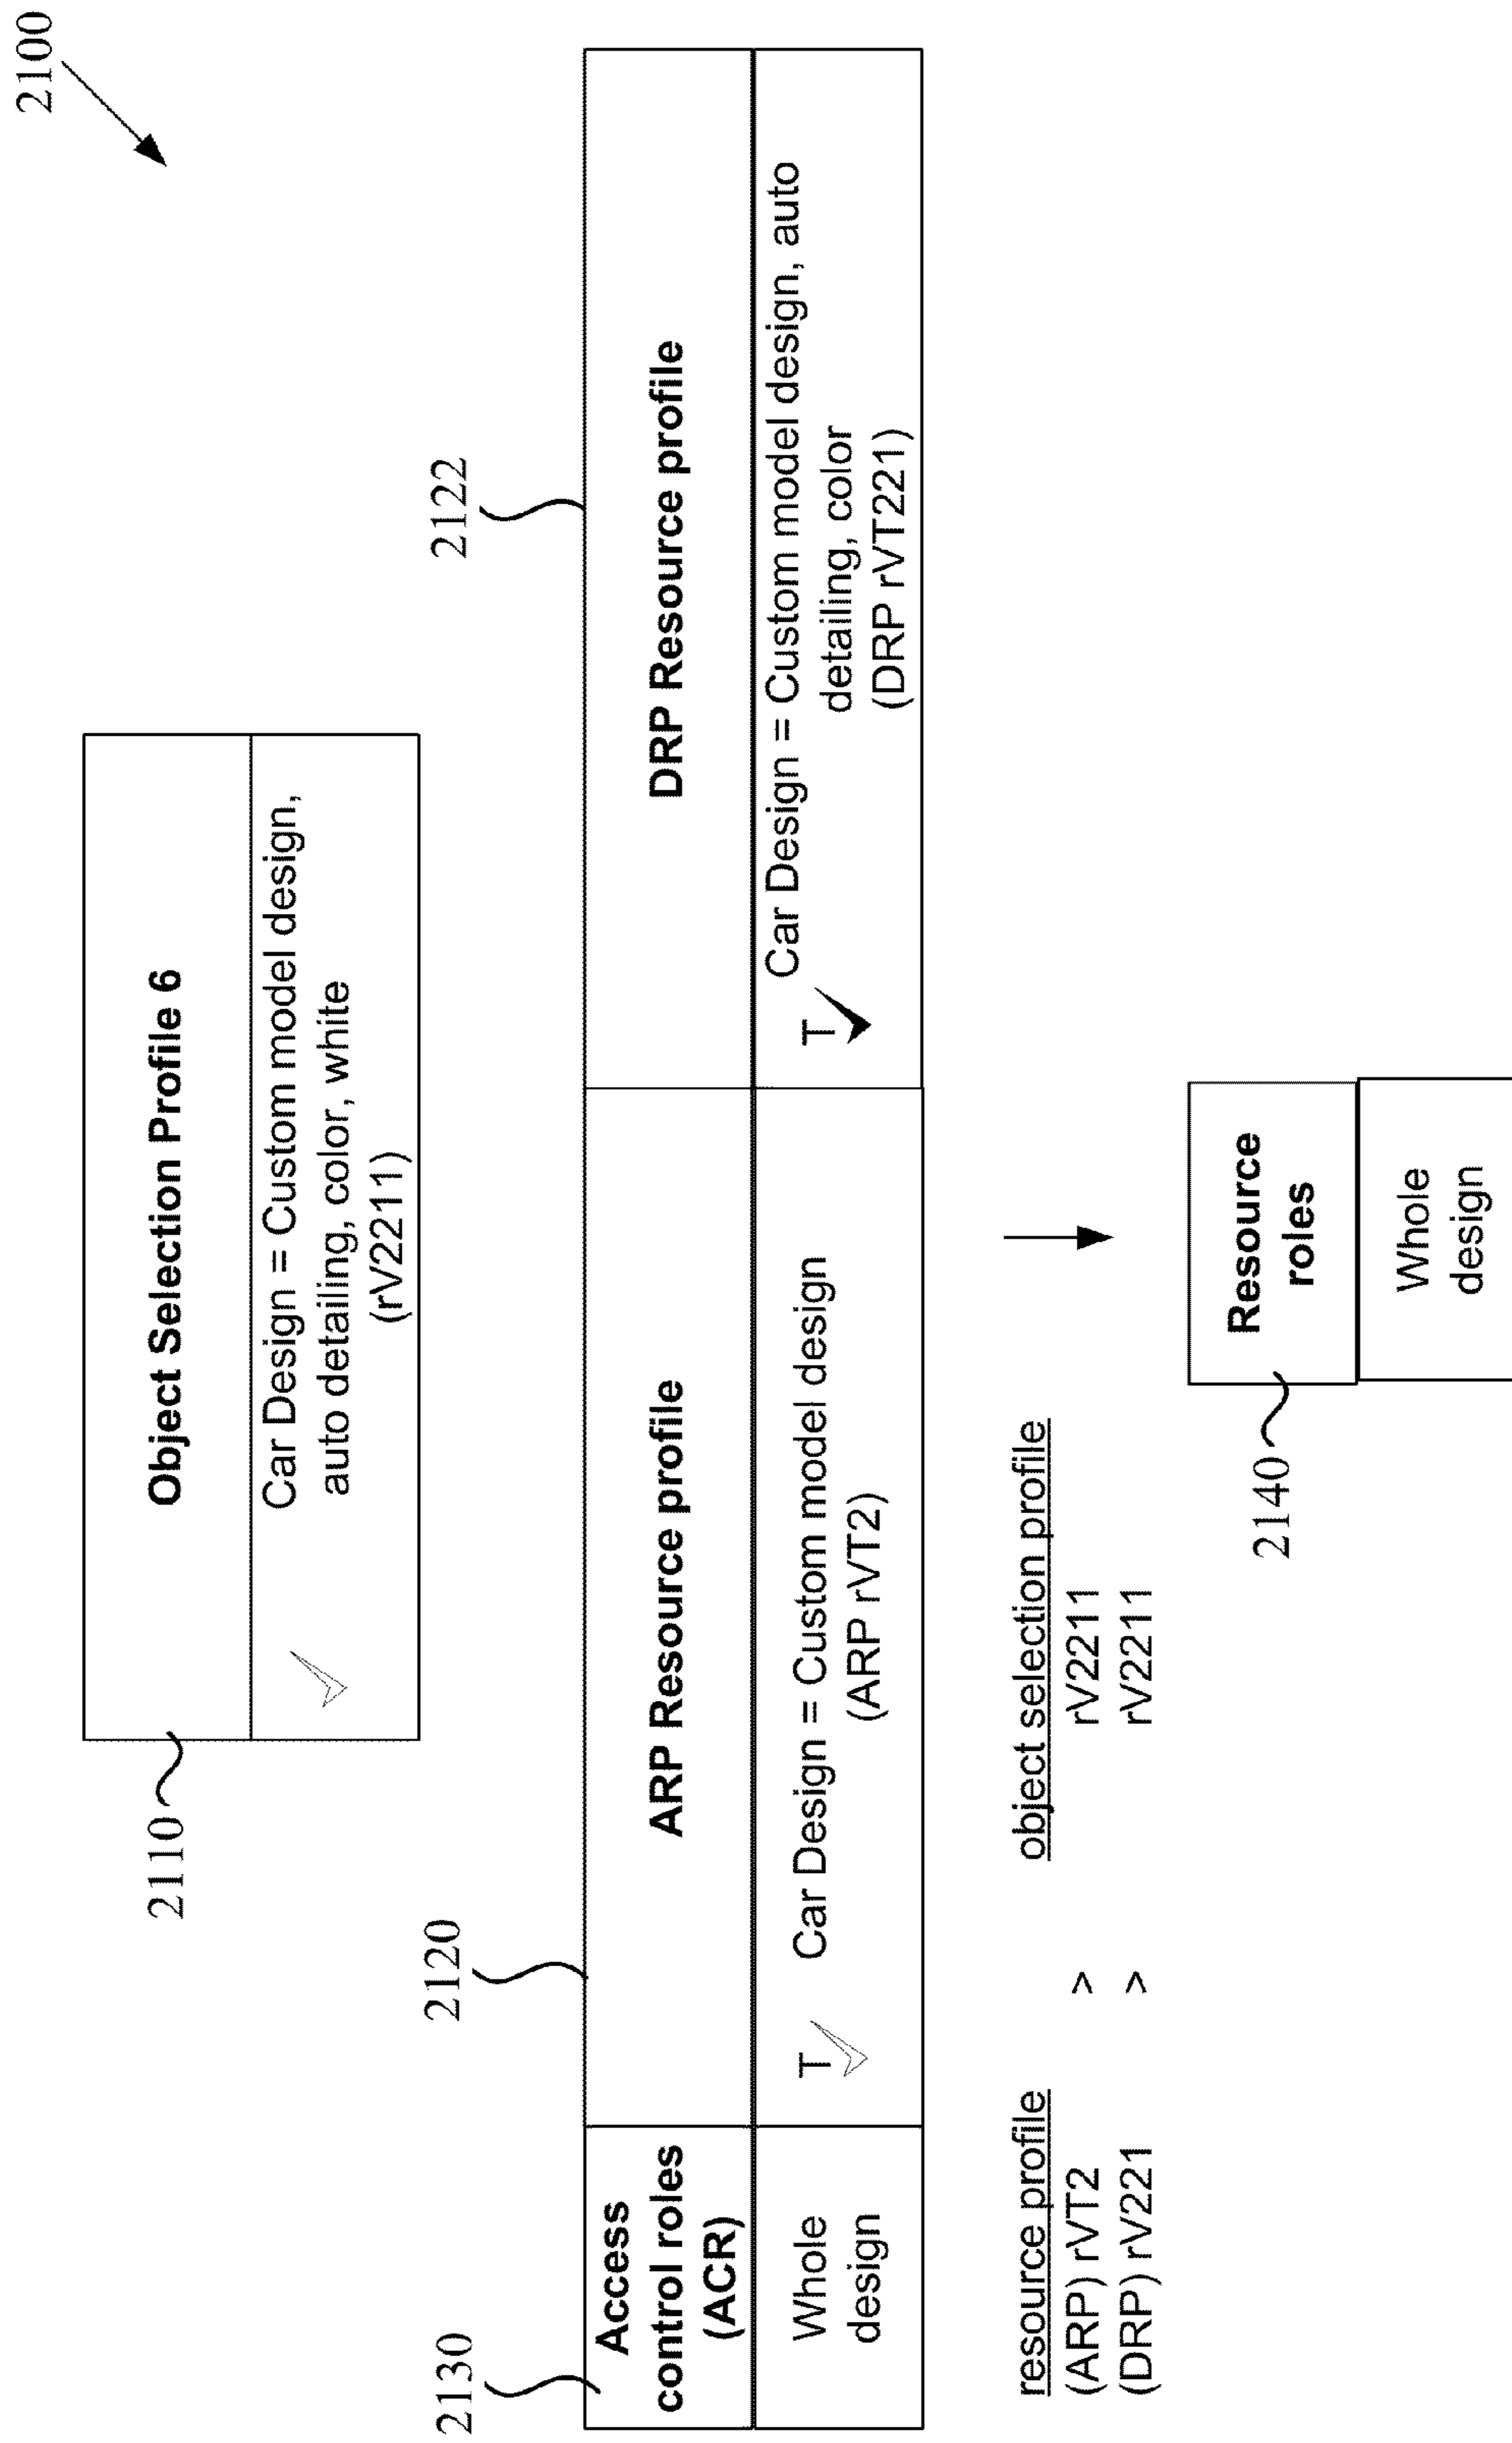 2100
2110
Object Selection Profile 6
Car Design = Custom model design,
auto detailing, color, white
(rV2211)
2130
2120
2122
Access
control roles
(ACR)
ARP Resource profile
DRP Resource profile
Whole
design
T
Car Design = Custom model design
(ARP rVT2)
T
Car Design = Custom model design, auto
detailing, color
(DRP rVT221)
resource profile object selection profile
(ARP) rVT2 > rV2211
(DRP) rV221 > rV2211
2140
Resource
roles
Whole
design